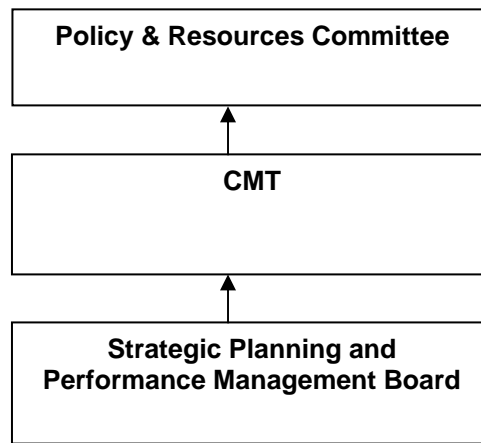 Policy & Resources Committee
CMT
Strategic Planning and
Performance Management Board